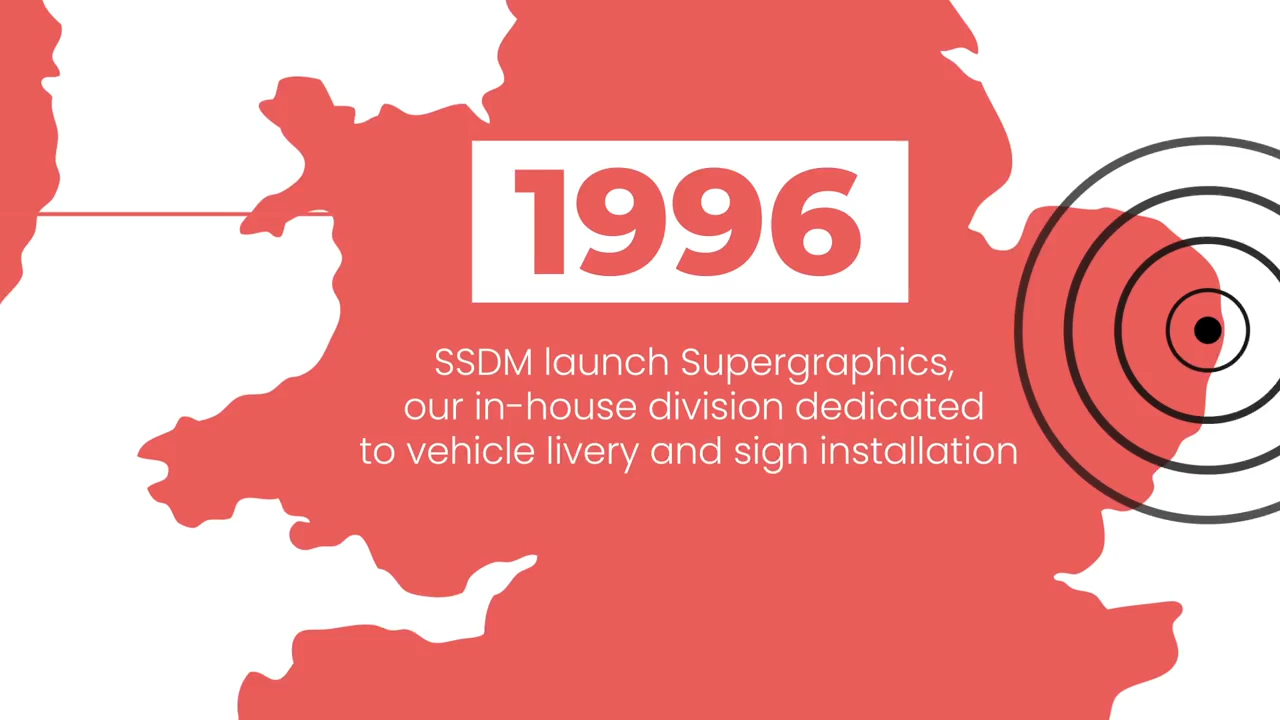 1996
SSDM launch Supergraphics,
our in-house division dedicated
to vehicle livery and sign installation